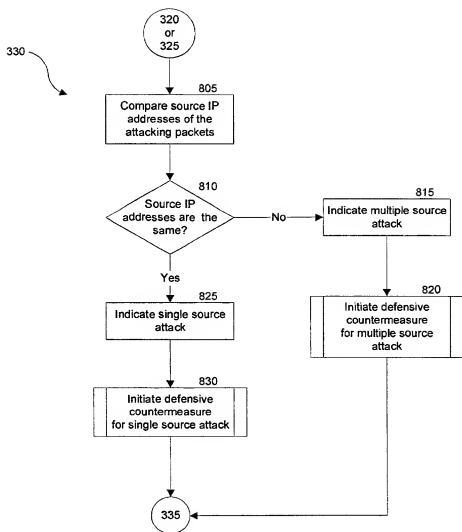 320
or
325
330
805
Compare source IP
addresses of the
attacking packets
810
Source IP
addresses are the
same?
No
815
Indicate multiple source
attack
Yes
825
Indicate single source
attack
820
Initiate defensive
countermeasure
for multiple source
attack
830
Initiate defensive
countermeasure
for single source attack
335